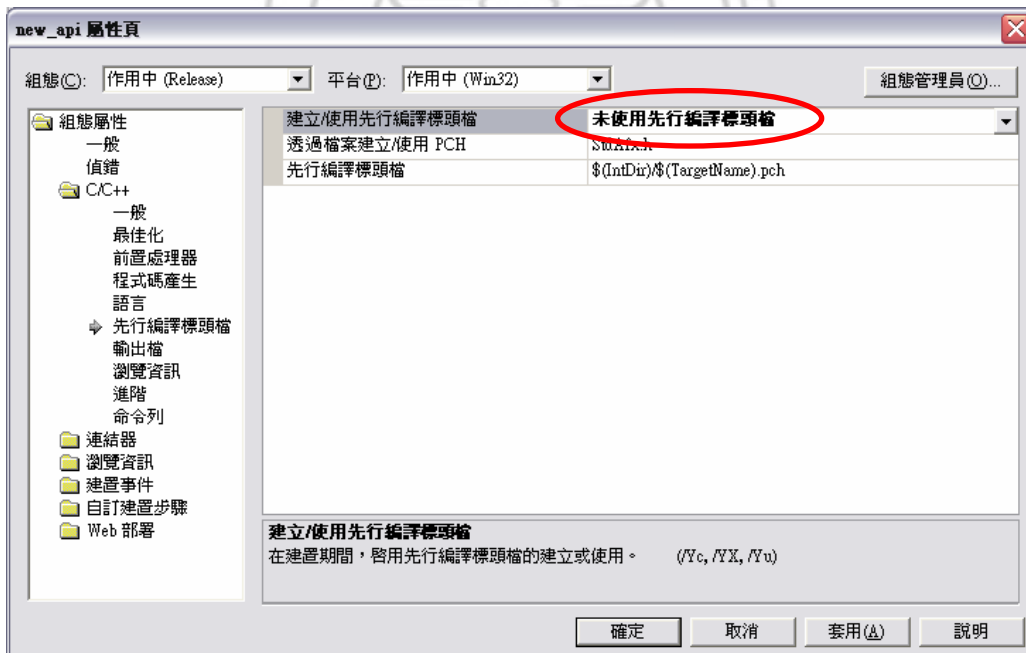 new_api 屬性頁
組態(C): 作用中 (Release) 平台(P): 作用中 (Win32) 組態管理員(O)...
組態屬性
一般
偵錯
C/C++
一般
最佳化
前置處理器
程式碼產生
語言
先行編譯標頭檔
輸出檔
瀏覽資訊
進階
命令列
連結器
瀏覽資訊
建置事件
自訂建置步驟
Web 部署
建立/使用先行編譯標頭檔 未使用先行編譯標頭檔
透過檔案建立/使用 PCH StdAfx.h
先行編譯標頭檔 $(IntDir)/$(TargetName).pch
建立/使用先行編譯標頭檔
在建置期間，啓用先行編譯標頭檔的建立或使用。 (/Yc, /YX, /Yu)
確定 取消 套用(A) 說明